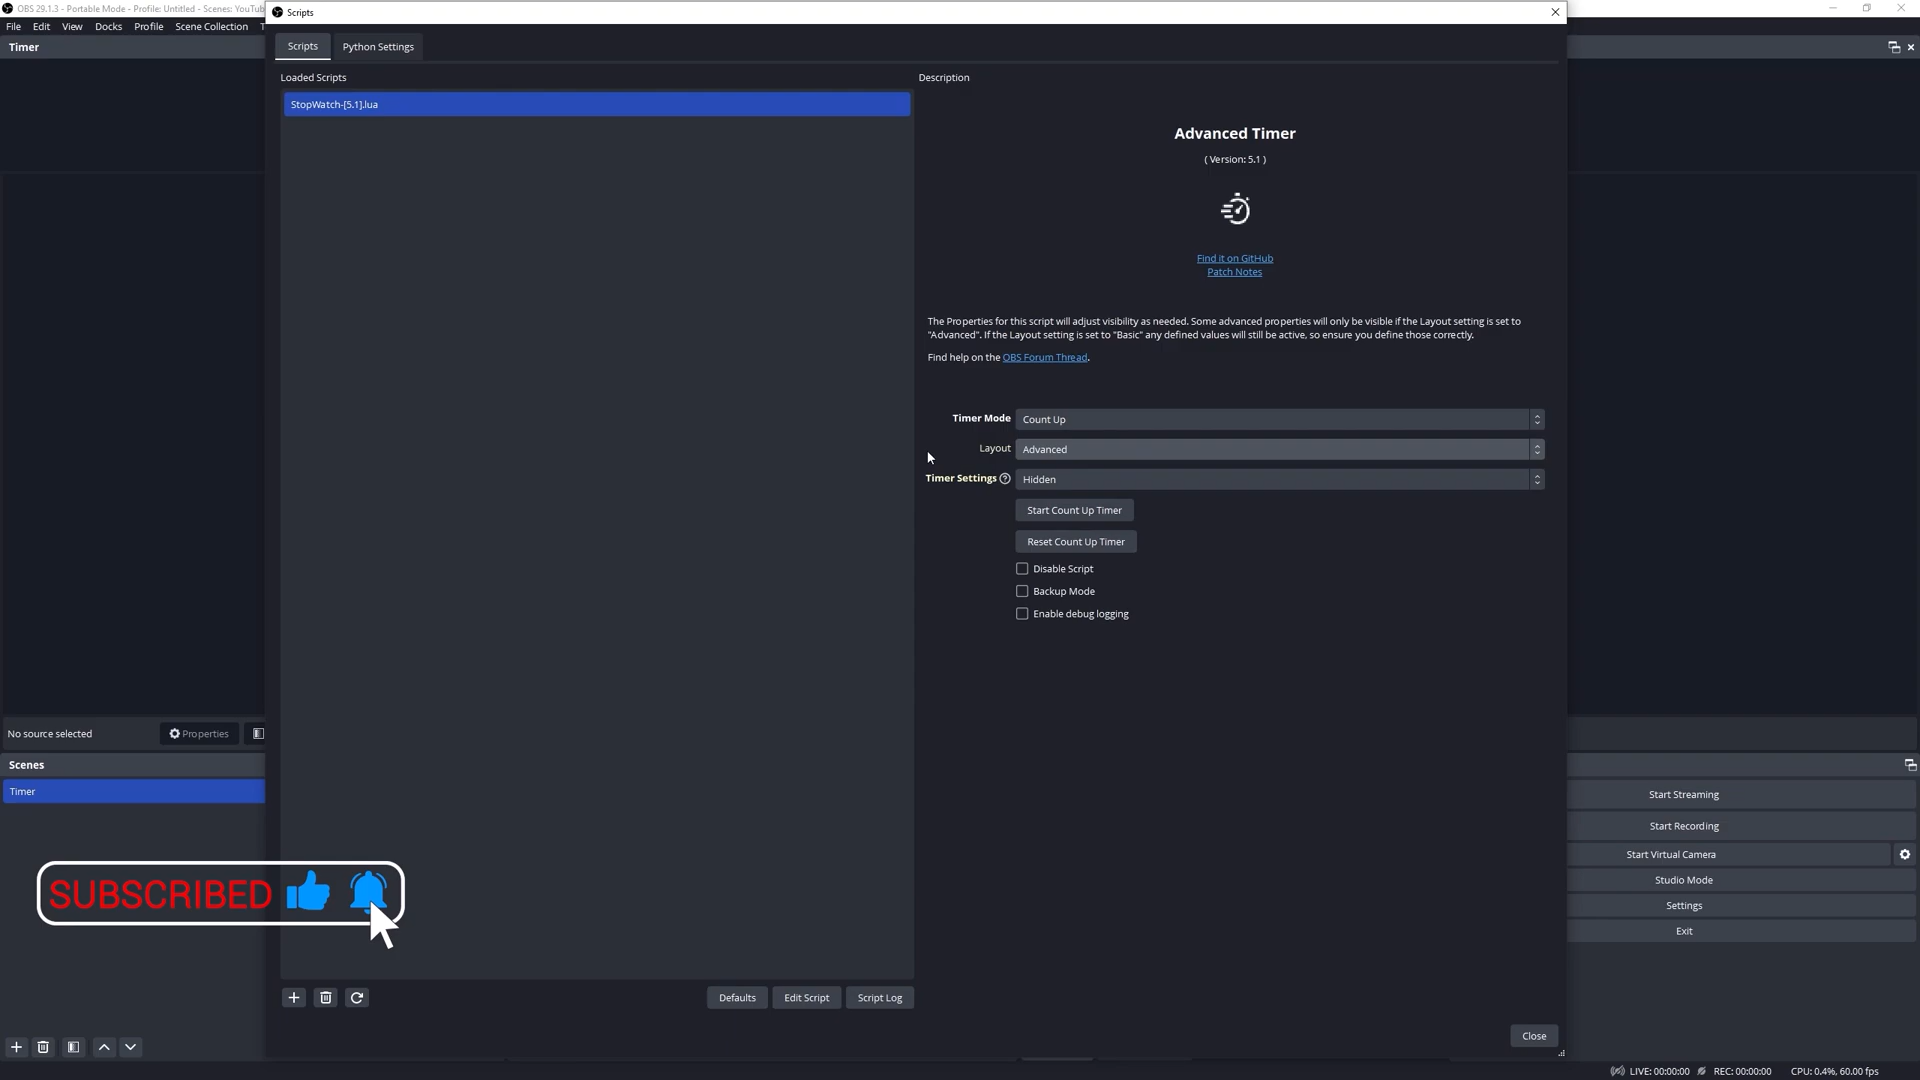 OBS 29.1.3 - Portable Mode - Profile: Untitled - Scenes: YouTub
Scripts
File Edit View Docks Profile Scene Collection T
Timer
Scripts Python Settings
Loaded Scripts
StopWatch-[5.1].lua
Description
Advanced Timer
( Version: 5.1 )
Find it on GitHub
Patch Notes
The Properties for this script will adjust visibility as needed. Some advanced properties will only be visible if the Layout setting is set to
"Advanced". If the Layout setting is set to "Basic" any defined values will still be active, so ensure you define those correctly.
Find help on the OBS Forum Thread.
Timer Mode Count Up
Layout Advanced
Timer Settings ? Hidden
Start Count Up Timer
Reset Count Up Timer
Disable Script
Backup Mode
Enable debug logging
No source selected Properties
Scenes
Timer
SUBSCRIBED
Defaults Edit Script Script Log
Close
Start Streaming
Start Recording
Start Virtual Camera
Studio Mode
Settings
Exit
LIVE: 00:00:00 REC: 00:00:00 CPU: 0.4%, 60.00 fps